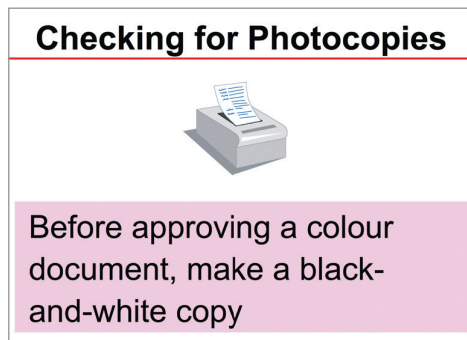 Checking for Photocopies
Before approving a colour
document, make a black-
and-white copy